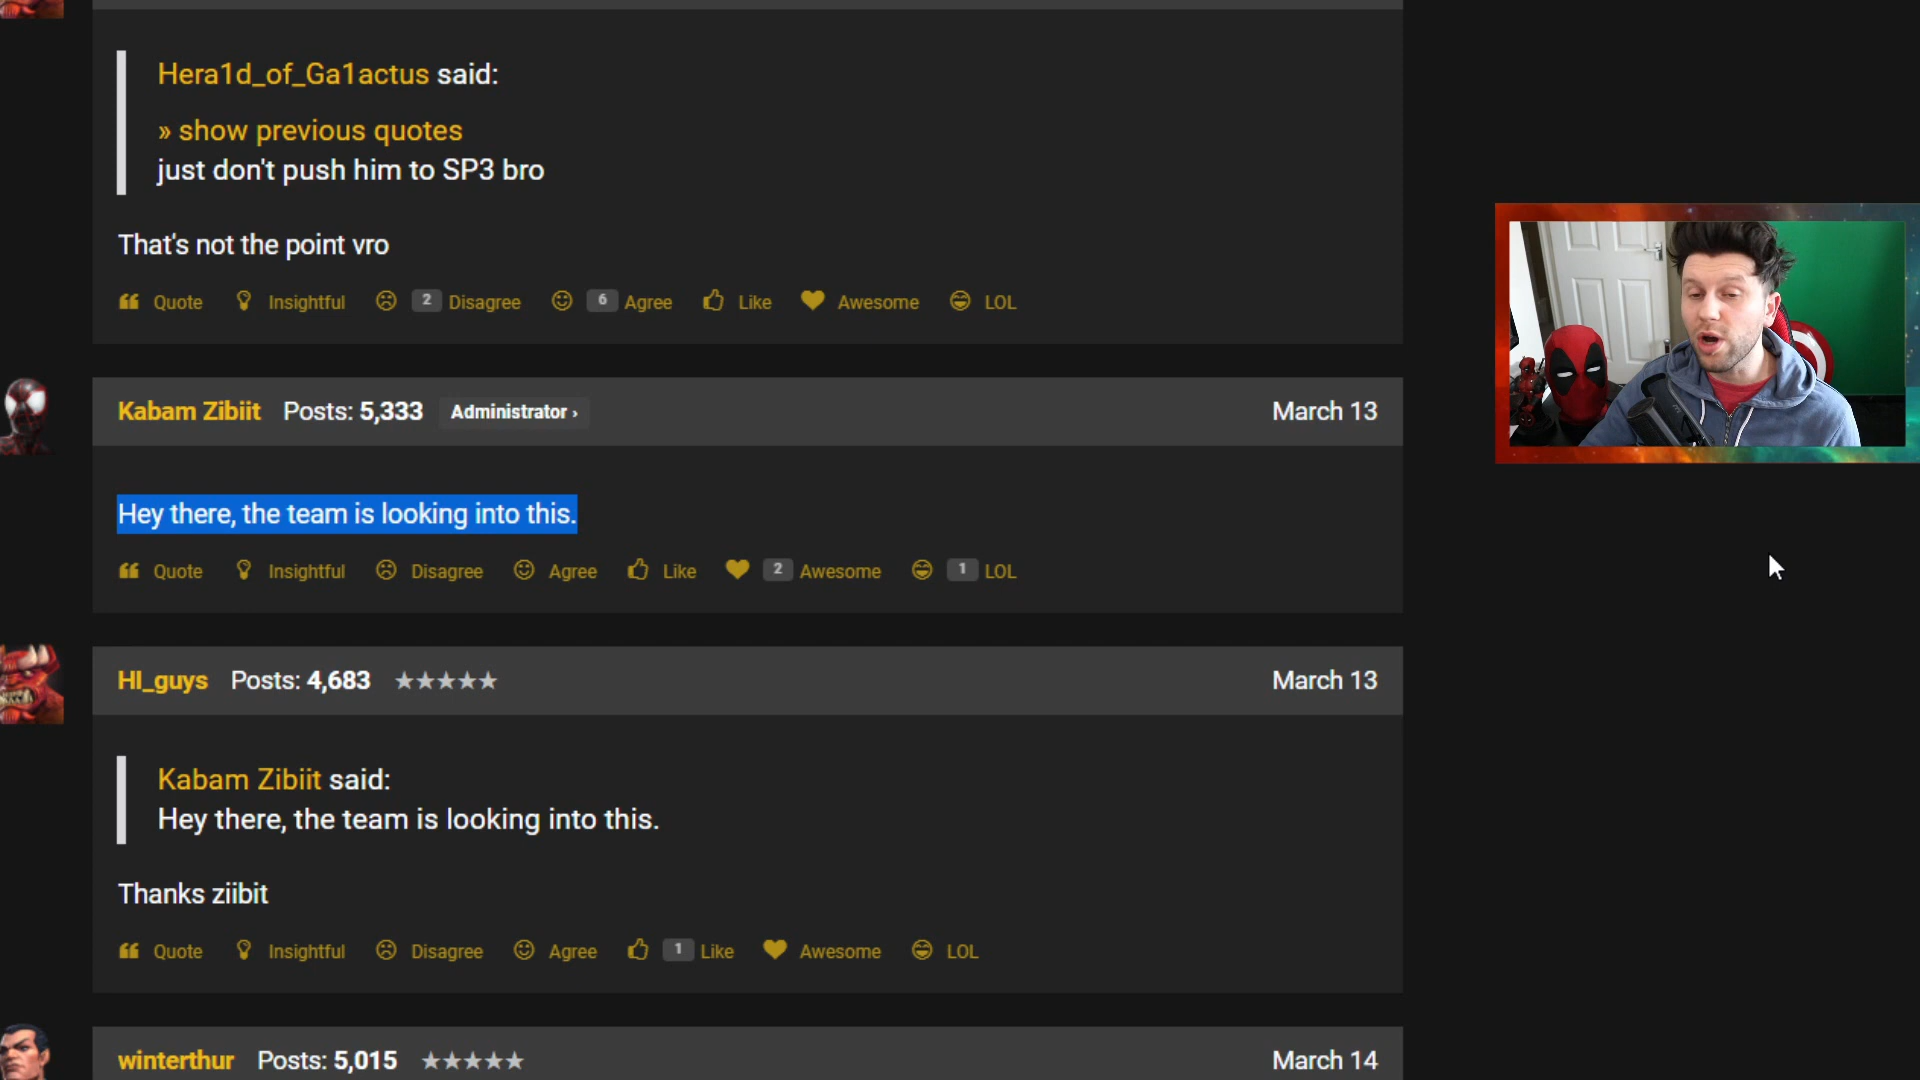 Hera1d_of_Ga1actus said:
» show previous quotes
just don't push him to SP3 bro
That's not the point vro
Quote Insightful 2 Disagree 6 Agree Like Awesome LOL
Kabam Zibiit Posts: 5,333 Administrator › March 13
Hey there, the team is looking into this.
Quote Insightful Disagree Agree Like 2 Awesome 1 LOL
HI_guys Posts: 4,683 ★★★★★ March 13
Kabam Zibiit said:
Hey there, the team is looking into this.
Thanks ziibit
Quote Insightful Disagree Agree 1 Like Awesome LOL
winterthur Posts: 5,015 ★★★★★ March 14